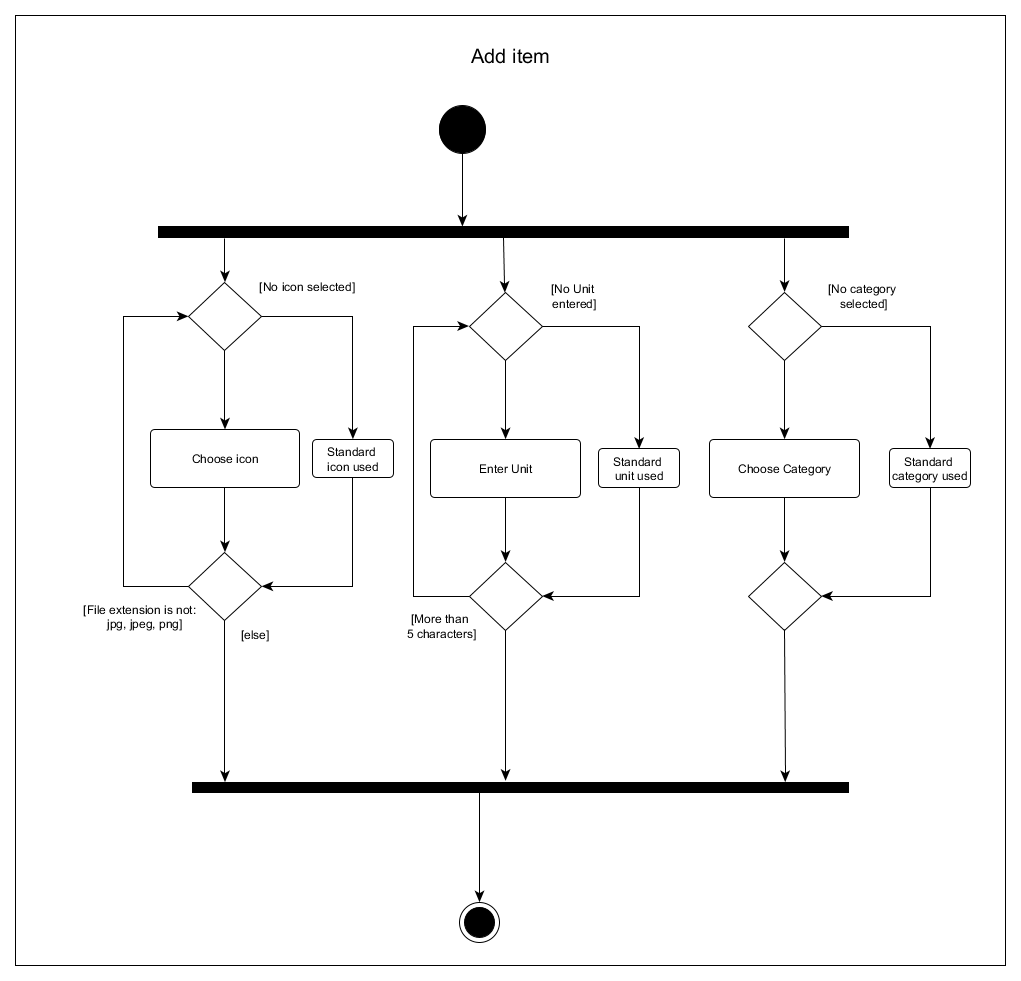 Add item
[No icon selected]
[No Unit
entered]
[No category
selected]
Choose icon
Standard
icon used
Enter Unit
Standard
unit used
Choose Category
Standard
category used
[File extension is not:
jpg, jpeg, png]
[else]
[More than
5 characters]